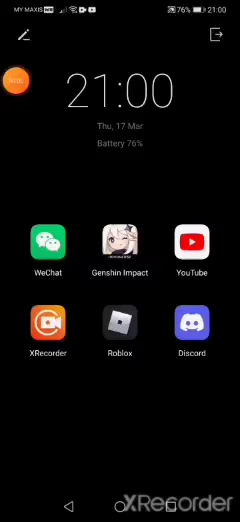 MY MAXIS
76% 21:00
21:00
Thu, 17 Mar
Battery 76%
WeChat
Genshin Impact
YouTube
XRecorder
Roblox
Discord
XRecorder